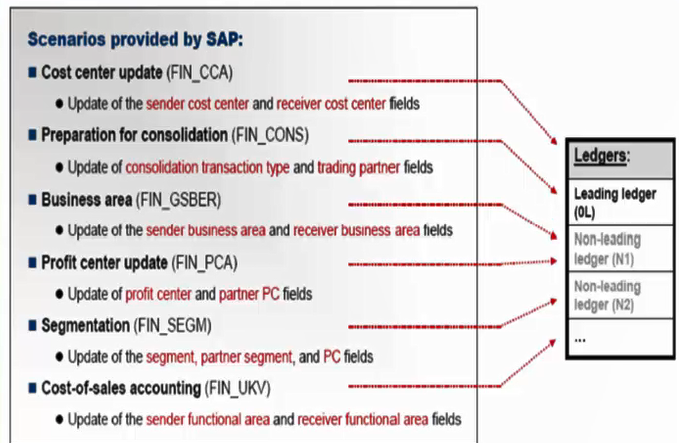 Scenarios provided by SAP:
Cost center update (FIN_CCA)
Update of the sender cost center and receiver cost center fields
Preparation for consolidation (FIN_CONS)
Update of consolidation transaction type and trading partner fields
Business area (FIN_GSBER)
Update of the sender business area and receiver business area fields
Profit center update (FIN_PCA)
Update of profit center and partner PC fields
Segmentation (FIN_SEGM)
Update of the segment, partner segment, and PC fields
Cost-of-sales accounting (FIN_UKV)
Update of the sender functional area and receiver functional area fields
Ledgers:
Leading ledger
(0L)
Non-leading
ledger (N1)
Non-leading
ledger (N2)
...